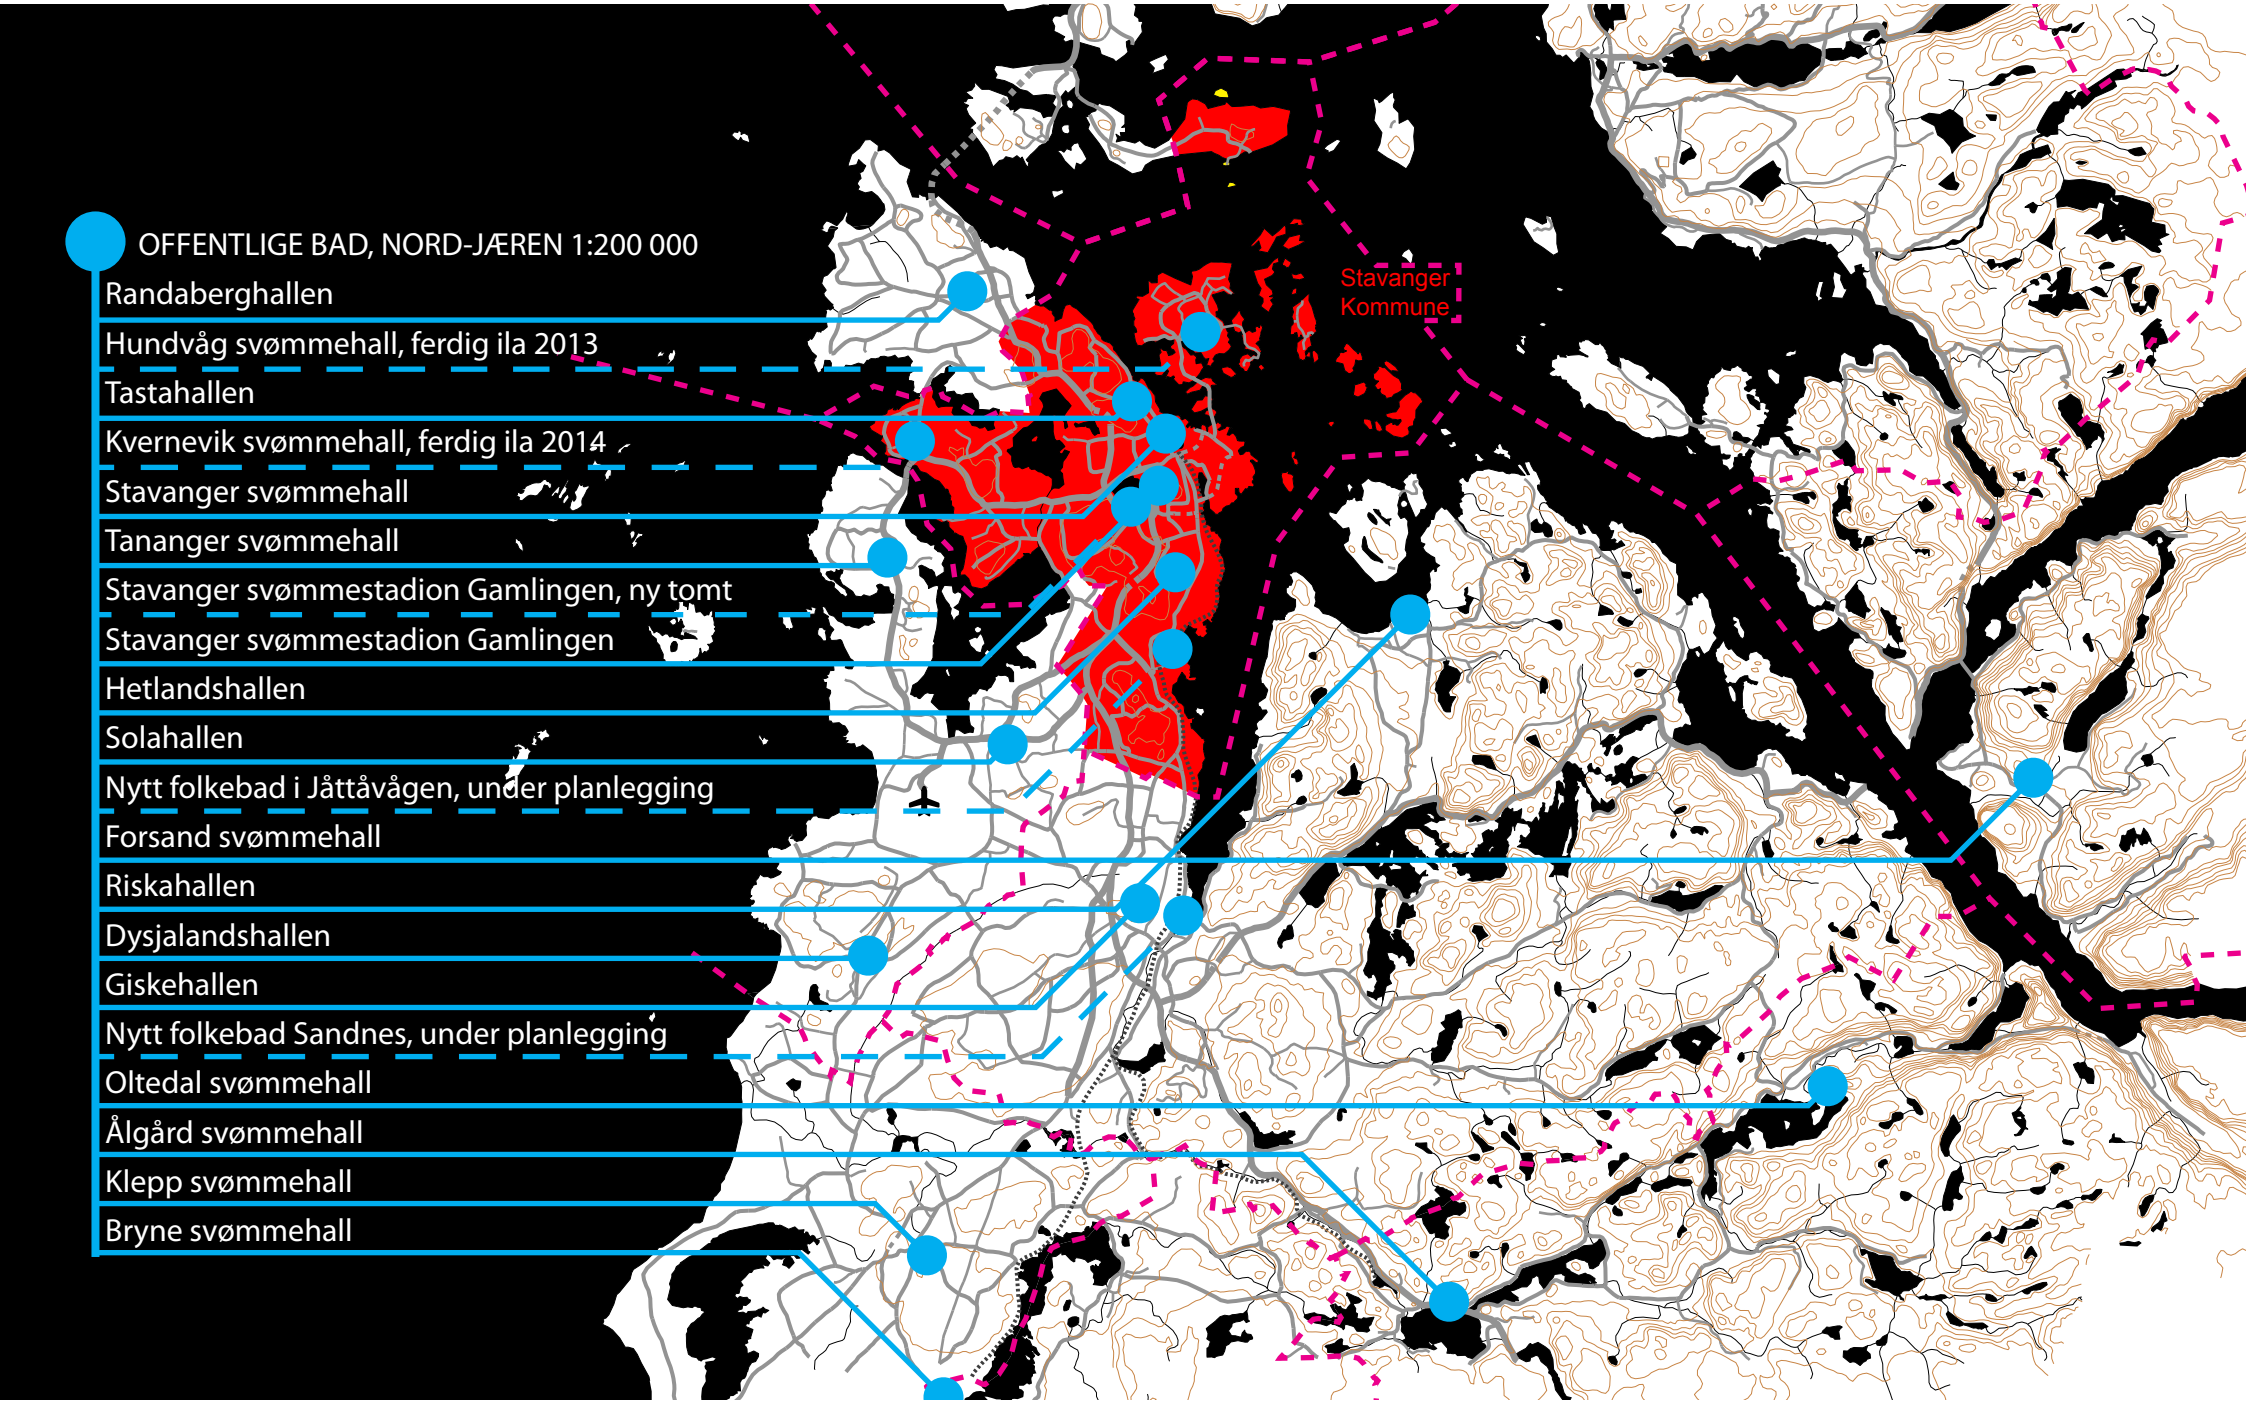 OFFENTLIGE BAD, NORD-JÆREN 1:200 000
Randaberghallen
Hundvåg svømmehall, ferdig ila 2013
Tastahallen
Kvernevik svømmehall, ferdig ila 2014
Stavanger svømmehall
Tananger svømmehall
Stavanger svømmestadion Gamlingen, ny tomt
Stavanger svømmestadion Gamlingen
Hetlandshallen
Solahallen
Nytt folkebad i Jåttåvågen, under planlegging
Forsand svømmehall
Riskahallen
Dysjalandshallen
Giskehallen
Nytt folkebad Sandnes, under planlegging
Oltedal svømmehall
Ålgård svømmehall
Klepp svømmehall
Bryne svømmehall
Stavanger
Kommune